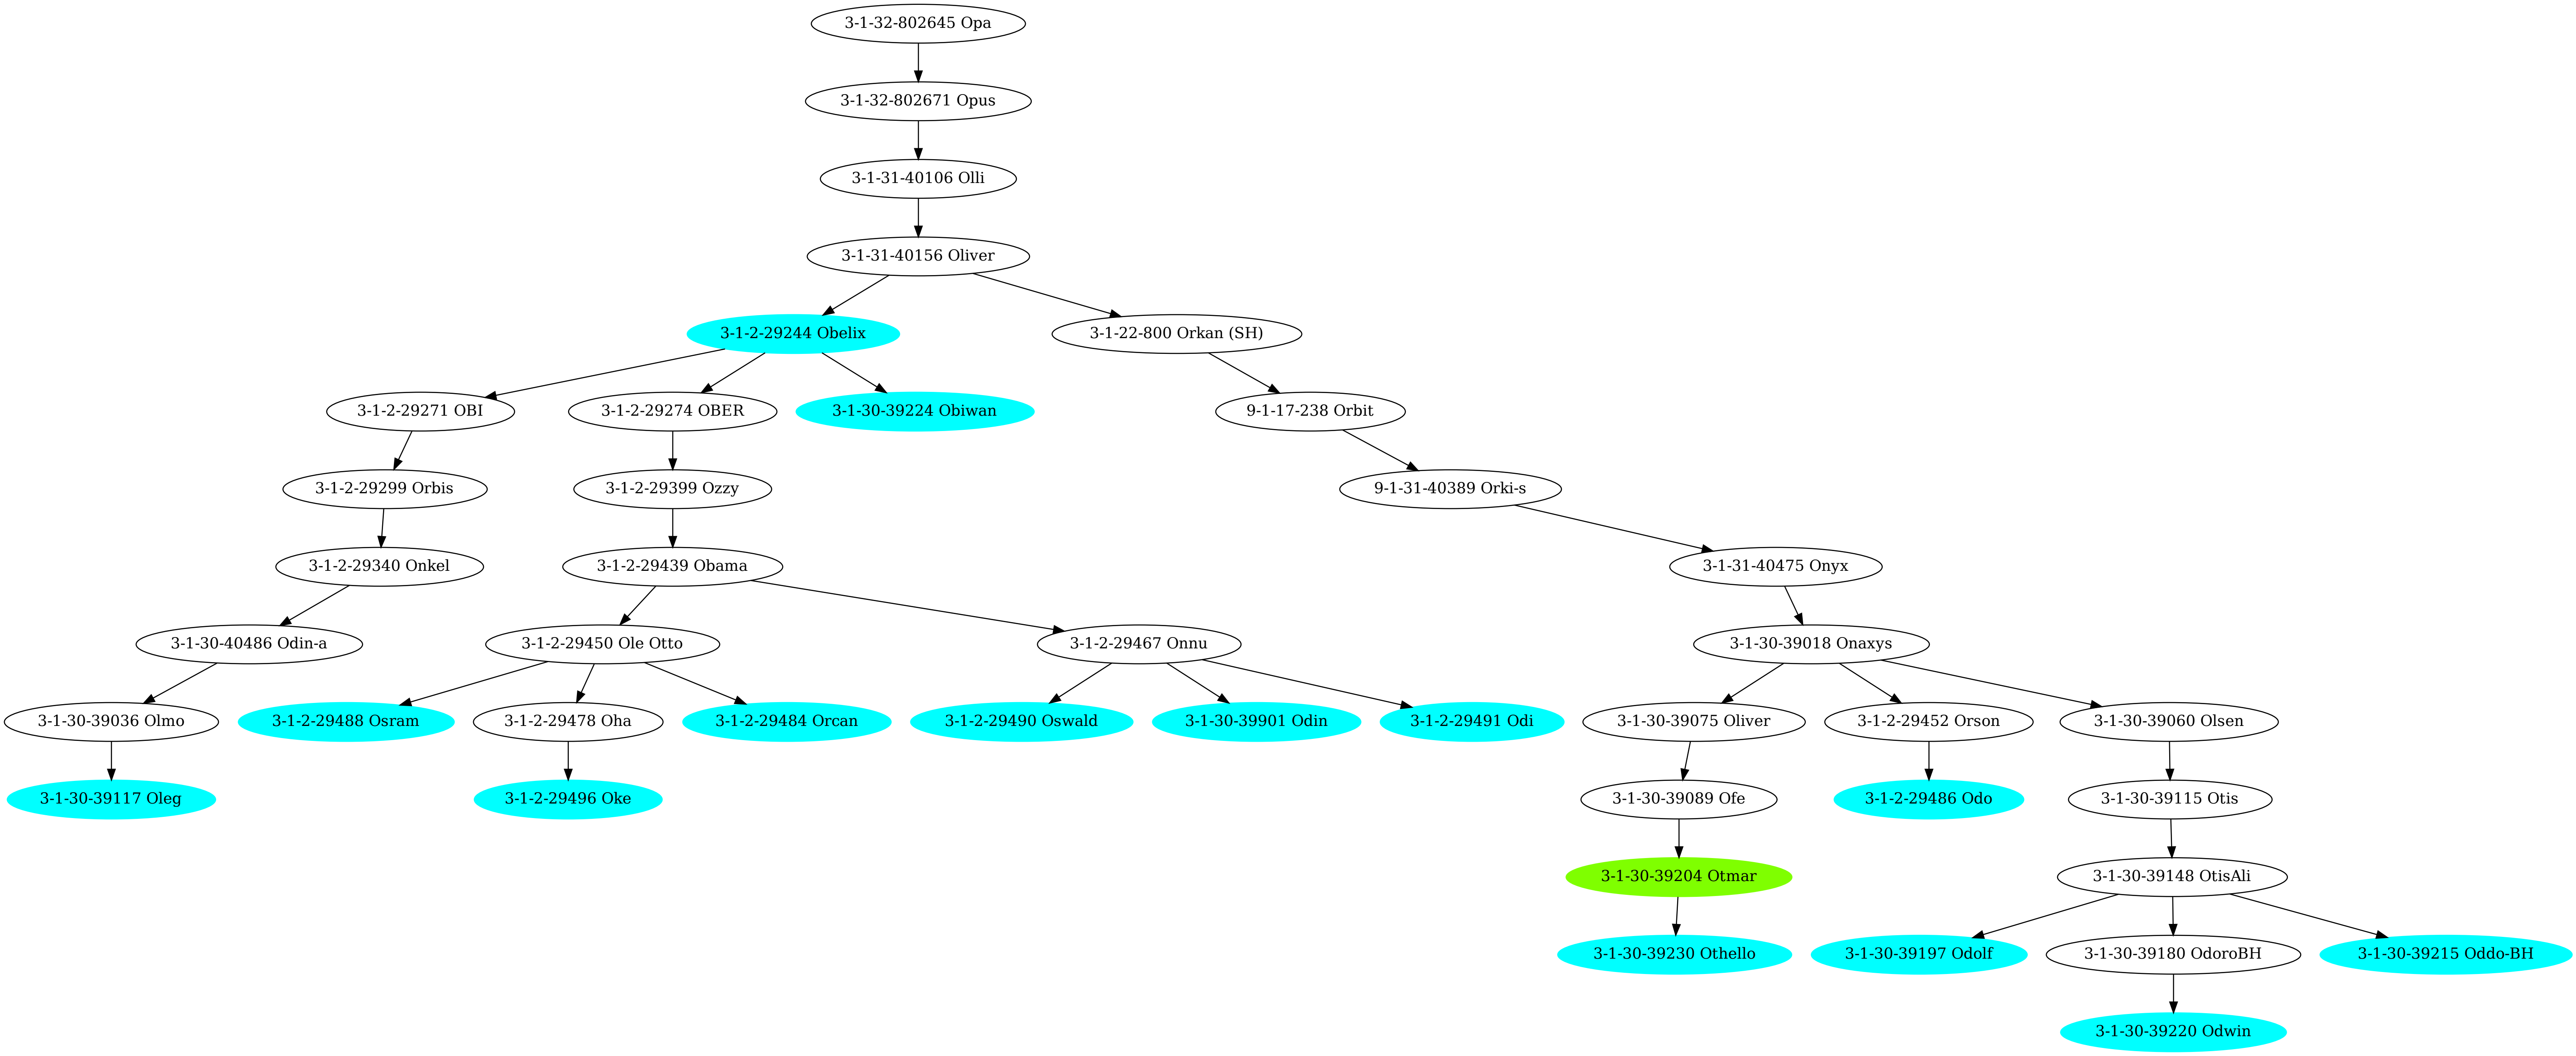 3-1-32-802645 Opa
3-1-32-802671 Opus
3-1-31-40106 Olli
3-1-31-40156 Oliver
3-1-2-29244 Obelix
3-1-22-800 Orkan (SH)
3-1-2-29271 OBI
3-1-2-29274 OBER
3-1-30-39224 Obiwan
9-1-17-238 Orbit
3-1-2-29299 Orbis
3-1-2-29399 Ozzy
9-1-31-40389 Orki-s
3-1-2-29340 Onkel
3-1-2-29439 Obama
3-1-31-40475 Onyx
3-1-30-40486 Odin-a
3-1-2-29450 Ole Otto
3-1-2-29467 Onnu
3-1-30-39018 Onaxys
3-1-30-39036 Olmo
3-1-2-29488 Osram
3-1-2-29478 Oha
3-1-2-29484 Orcan
3-1-2-29490 Oswald
3-1-30-39901 Odin
3-1-2-29491 Odi
3-1-30-39075 Oliver
3-1-2-29452 Orson
3-1-30-39060 Olsen
3-1-30-39117 Oleg
3-1-2-29496 Oke
3-1-30-39089 Ofe
3-1-2-29486 Odo
3-1-30-39115 Otis
3-1-30-39204 Otmar
3-1-30-39148 OtisAli
3-1-30-39230 Othello
3-1-30-39197 Odolf
3-1-30-39180 OdoroBH
3-1-30-39215 Oddo-BH
3-1-30-39220 Odwin